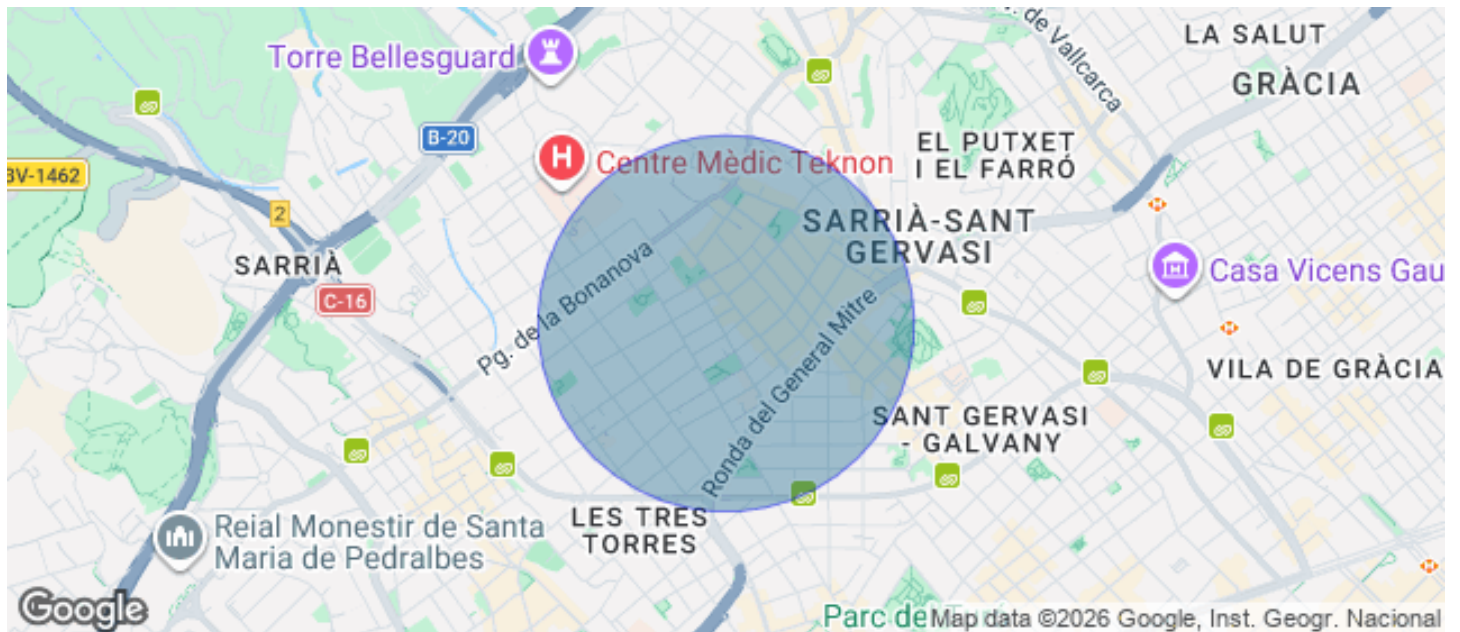 LA SALUT
GRÀCIA
de Vallcarca
Torre Bellesguard
B-20
EL PUTXET
I EL FARRÓ
Centre Mèdic Teknon
BV-1462
2
SARRIÀ-SANT
GERVASI
SARRIÀ
C-16
Casa Vicens Gau
Pg. de la Bonanova
Ronda del General Mitre
VILA DE GRÀCIA
SANT GERVASI
- GALVANY
LES TRES
TORRES
Reial Monestir de Santa
Maria de Pedralbes
Google
Parc del Turó
Map data ©2026 Google, Inst. Geogr. Nacional